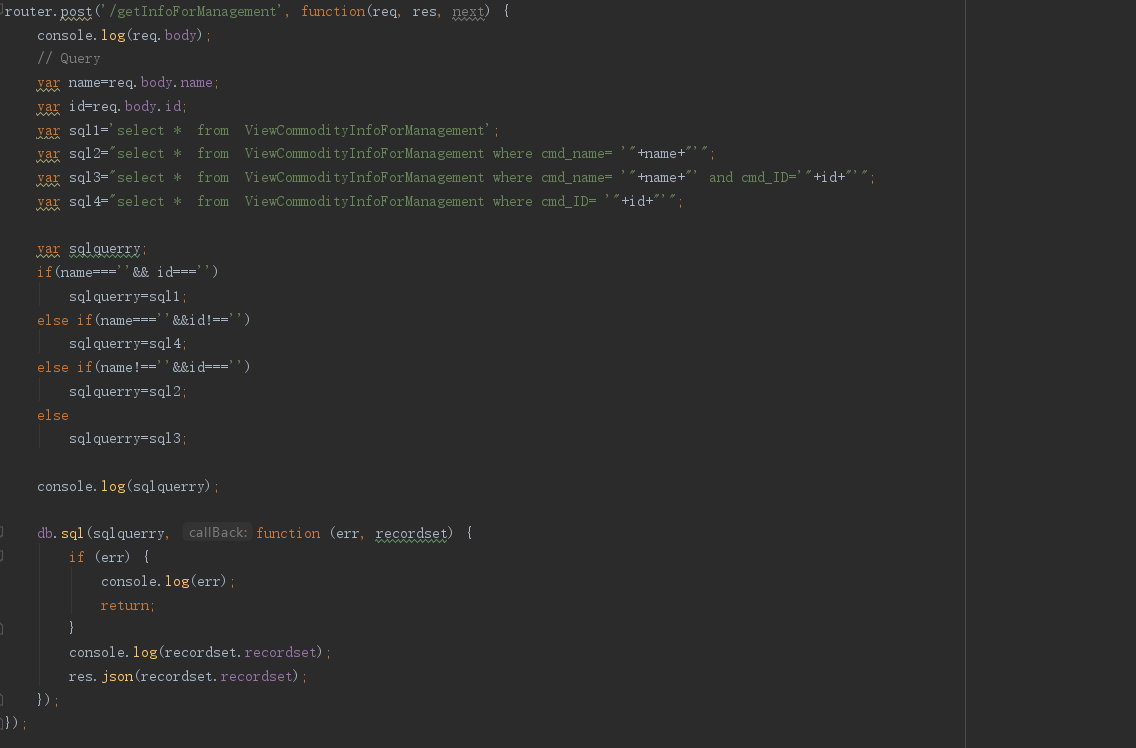 router.post('/getInfoForManagement', function(req, res, next) {
    console.log(req.body);
    // Query
    var name=req.body.name;
    var id=req.body.id;
    var sql1='select *  from  ViewCommodityInfoForManagement';
    var sql2="select *  from  ViewCommodityInfoForManagement where cmd_name= '"+name+"'";
    var sql3="select *  from  ViewCommodityInfoForManagement where cmd_name= '"+name+"' and cmd_ID='"+id+"'";
    var sql4="select *  from  ViewCommodityInfoForManagement where cmd_ID= '"+id+"'";
    var sqlquerry;
    if(name===''&& id==='')
        sqlquerry=sql1;
    else if(name===''&&id!=='')
        sqlquerry=sql4;
    else if(name!==''&&id==='')
        sqlquerry=sql2;
    else
        sqlquerry=sql3;
    console.log(sqlquerry);
    db.sql(sqlquerry, callBack: function (err, recordset) {
        if (err) {
            console.log(err);
            return;
        }
        console.log(recordset.recordset);
        res.json(recordset.recordset);
    });
});